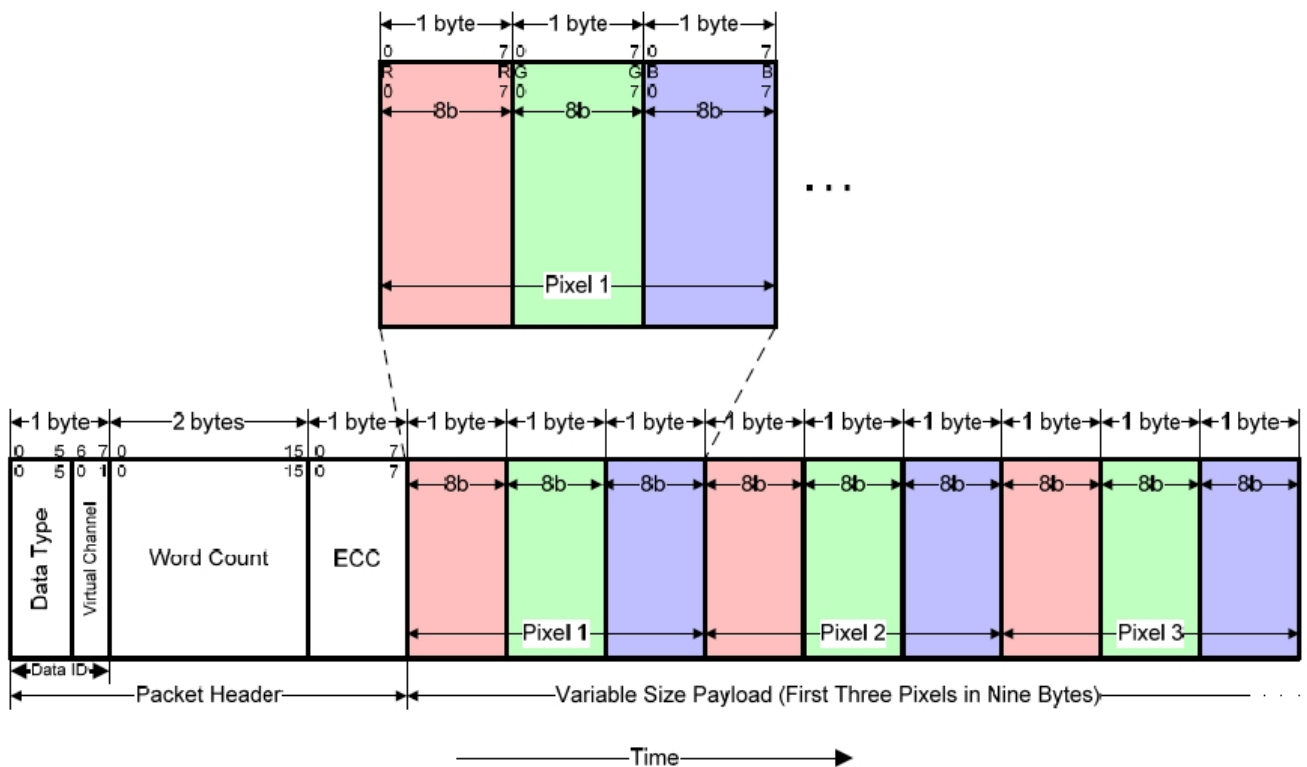 1 byte 1 byte 1 byte
0 7 0 7 0 7
R R G G B B
0 7 0 7 0 7
8b 8b 8b
...
Pixel 1
1 byte 2 bytes 1 byte 1 byte 1 byte 1 byte 1 byte 1 byte 1 byte 1 byte 1 byte 1 byte
0 5 6 7 0 15 0 7
0 5 0 1 0 15 0 7
8b 8b 8b 8b 8b 8b 8b 8b 8b
Data Type
Virtual Channel
Word Count
ECC
Pixel 1 Pixel 2 Pixel 3
Data ID
Packet Header
Variable Size Payload (First Three Pixels in Nine Bytes)
Time